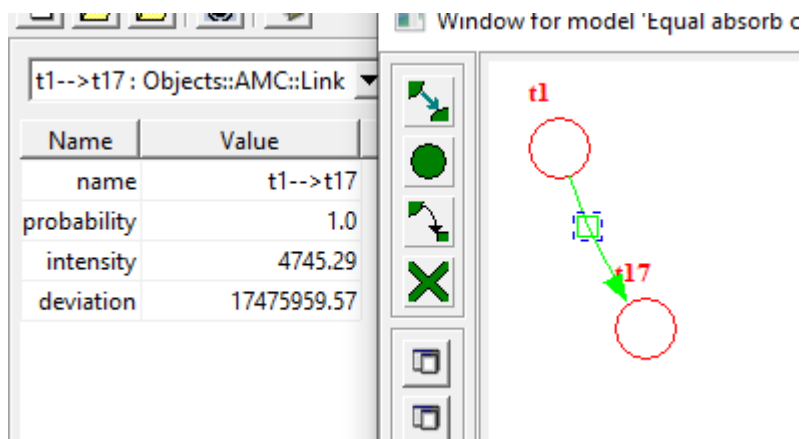 Window for model 'Equal absorb c
t1-->t17 : Objects::AMC::Link
Name Value
name t1-->t17
probability 1.0
intensity 4745.29
deviation 17475959.57
t1
t17